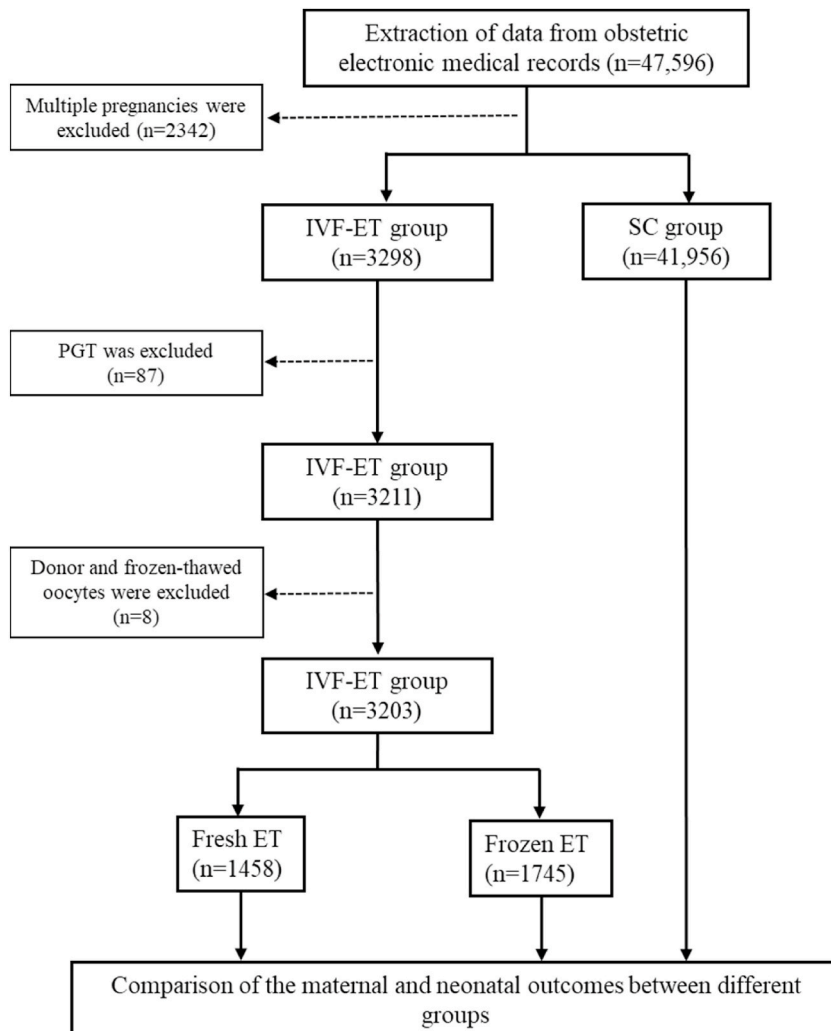 Extraction of data from obstetric
electronic medical records (n=47,596)
Multiple pregnancies were
excluded (n=2342)
IVF-ET group
(n=3298)
SC group
(n=41,956)
PGT was excluded
(n=87)
IVF-ET group
(n=3211)
Donor and frozen-thawed
oocytes were excluded
(n=8)
IVF-ET group
(n=3203)
Fresh ET
(n=1458)
Frozen ET
(n=1745)
Comparison of the maternal and neonatal outcomes between different
groups